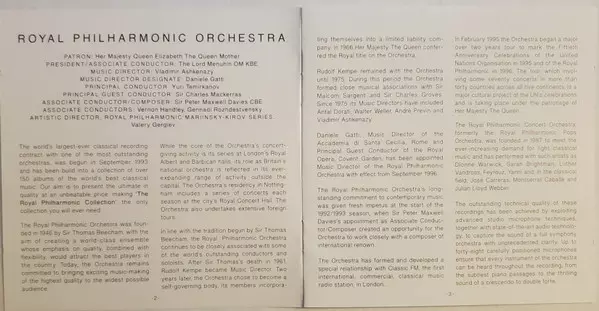 ROYAL PHILHARMONIC ORCHESTRA
PATRON: Her Majesty Queen Elizabeth The Queen Mother
PRESIDENT/ASSOCIATE CONDUCTOR: The Lord Menuhin OM KBE
MUSIC DIRECTOR: Vladimir Ashkenazy
MUSIC DIRECTOR DESIGNATE: Daniele Gatti
PRINCIPAL CONDUCTOR: Yuri Temirkanov
PRINCIPAL GUEST CONDUCTOR: Sir Charles Mackerras
ASSOCIATE CONDUCTOR/COMPOSER: Sir Peter Maxwell Davies CBE
ASSOCIATE CONDUCTORS: Vernon Handley, Gennadi Rozhdestvensky
ARTISTIC DIRECTOR, ROYAL PHILHARMONIC MARIINSKY-KIROV SERIES
Valery Gergiev
The world's largest-ever classical recording
contract with one of the most outstanding
orchestras, was begun in September 1993
and has been built into a collection of over
150 albums of the world's best classical
music. Our aim is to present the ultimate in
quality at an unbeatable price making 'The
Royal Philharmonic Collection' the only
collection you will ever need.
The Royal Philharmonic Orchestra was foun-
ded in 1946 by Sir Thomas Beecham, with the
aim of creating a world-class ensemble
whose emphasis on quality, combined with
flexibility, would attract the best players in
the country. Today, the Orchestra remains
committed to bringing exciting music-making
of the highest quality to the widest possible
audience.
While the core of the Orchestra's concert-
giving activity is its series at London's Royal
Albert and Barbican halls, its role as Britain's
national orchestra is reflected in its ever-
expanding range of activity outside the
capital. The Orchestra's residency in Notting-
ham includes a series of concerts each
season at the city's Royal Concert Hall. The
Orchestra also undertakes extensive foreign
tours.
In line with the tradition begun by Sir Thomas
Beecham, the Royal Philharmonic Orchestra
continues to be closely associated with some
of the world's outstanding conductors and
soloists. After Sir Thomas's death in 1961,
Rudolf Kempe became Music Director. Two
years later, the Orchestra chose to become a
self-governing body, its members incorpora-
-2-
ting themselves into a limited liability com-
pany. In 1966 Her Majesty The Queen confer-
red the Royal title on the Orchestra.
Rudolf Kempe remained with the Orchestra
until 1975. During this period the Orchestra
formed close musical associations with Sir
Malcolm Sargent and Sir Charles Groves.
Since 1975 its Music Directors have included
Antal Dorati, Walter Weller, André Previn and
Vladimir Ashkenazy.
Daniele Gatti, Music Director of the
Accademia di Santa Cecilia, Rome and
Principal Guest Conductor of the Royal
Opera, Covent Garden, has been appointed
Music Director of the Royal Philharmonic
Orchestra with effect from September 1996.
The Royal Philharmonic Orchestra's long-
standing commitment to contemporary music
was given fresh impetus at the start of the
1992/1993 season, when Sir Peter Maxwell
Davies's appointment as Associate Conduc-
tor/Composer created an opportunity for the
Orchestra to work closely with a composer of
international renown.
The Orchestra has formed and developed a
special relationship with Classic FM, the first
international, commercial, classical music
radio station, in London...
In February 1995 the Orchestra began a major
over two years tour to mark the Fiftieth
Anniversary Celebrations of the United
Nations Organisation in 1995 and of the Royal
Philharmonic in 1996. The tour which invol-
ving some seventy concerts in more than
forty countries across all five continents is a
major cultural project of the UN50 celebrations
and is taking place under the patronage of
Her Majesty The Queen.
The Royal Philharmonic Concert Orchestra,
formerly the Royal Philharmonic Pops
Orchestra was founded in 1987 to meet the
ever-increasing demand for light classical
music and has performed with such artists as
Dionne Warwick, Sarah Brightman, Luther
Vandross, Festival Yanni and, in the classical
field, José Carreras, Montserrat Caballé and
Julian Lloyd Webber.
The outstanding technical quality of these
recordings has been achieved by exploiting
advanced studio microphone techniques,
together with state-of-the-art audio technolo-
gy, to capture the sound of a full symphony
orchestra with unprecedented clarity. Up to
forty-eight carefully positioned microphones
ensure that every instrument of the orchestra
can be heard throughout the recording, from
the subtlest piano passages to the thrilling
sound of a crescendo to double forte.
-3-